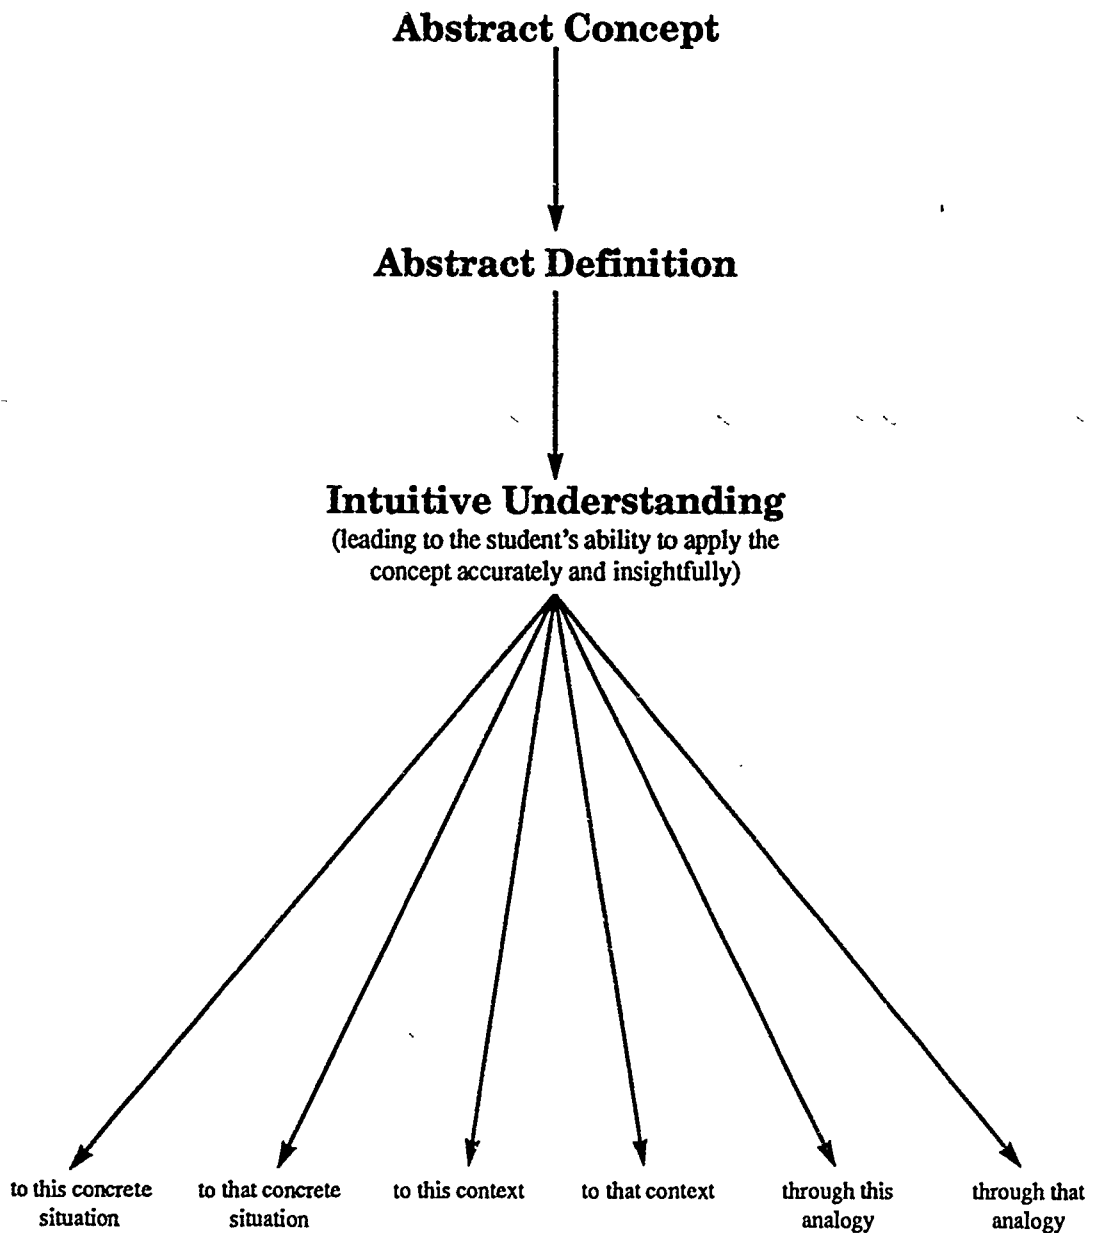 Abstract Concept
Abstract Definition
Intuitive Understanding
(leading to the student's ability to apply the
concept accurately and insightfully)
to this concrete
situation
to that concrete
situation
to this context
to that context
through this
analogy
through that
analogy